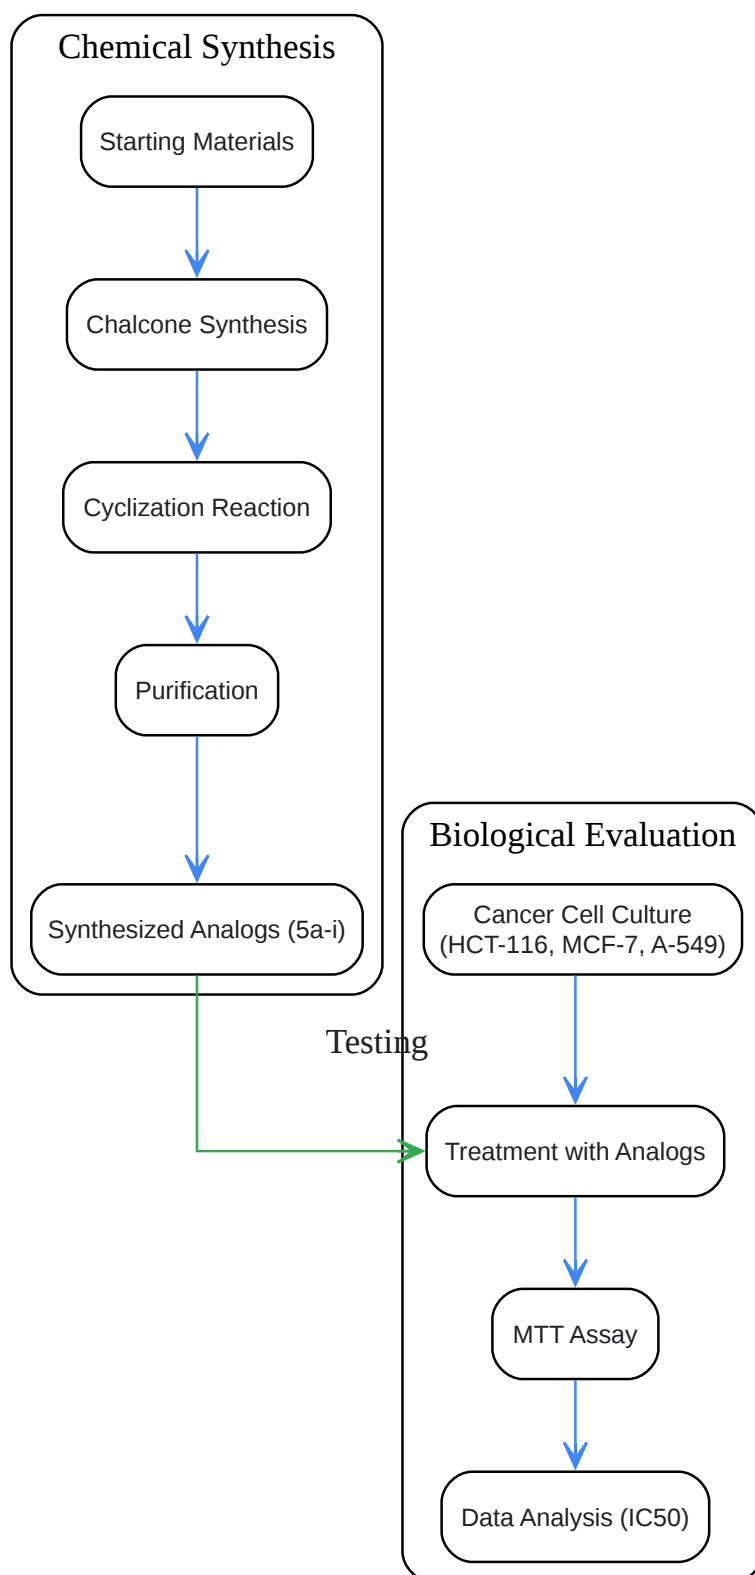 Chemical Synthesis
Starting Materials
Chalcone Synthesis
Cyclization Reaction
Purification
Synthesized Analogs (5a-i)
Testing
Biological Evaluation
Cancer Cell Culture
(HCT-116, MCF-7, A-549)
Treatment with Analogs
MTT Assay
Data Analysis (IC50)